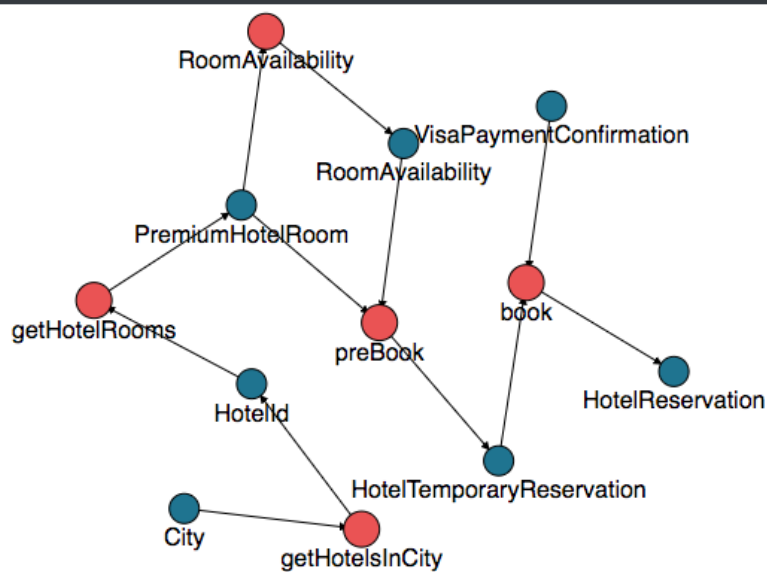 RoomAvailability
VisaPaymentConfirmation
RoomAvailability
PremiumHotelRoom
book
getHotelRooms
preBook
HotelReservation
HotelId
HotelTemporaryReservation
City
getHotelsInCity